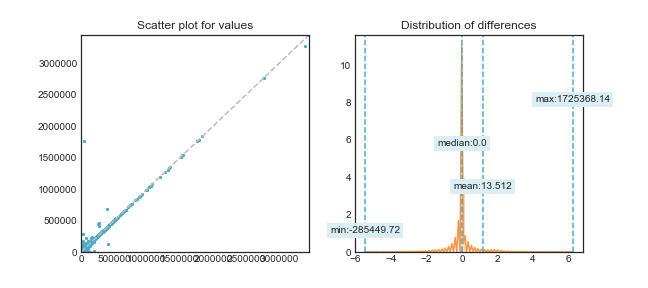 Scatter plot for values
3000000
2500000
2000000
1500000
1000000
500000
0
0 500000 1000000 1500000 2000000 2500000 3000000
Distribution of differences
10
8
6
4
2
0
max:1725368.14
median:0.0
mean:13.512
min:-285449.72
−6 −4 −2 0 2 4 6